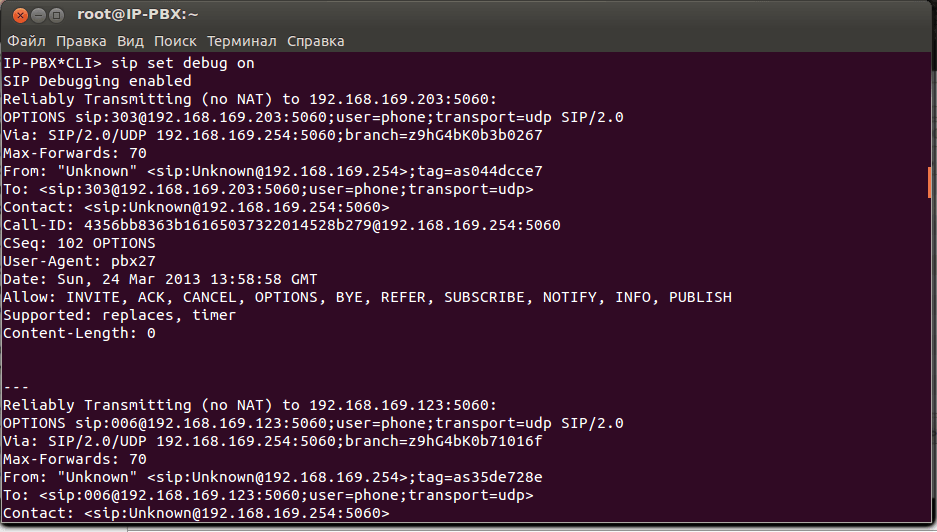 root@IP-PBX:~
Файл Правка Вид Поиск Терминал Справка
IP-PBX*CLI> sip set debug on
SIP Debugging enabled
Reliably Transmitting (no NAT) to 192.168.169.203:5060:
OPTIONS sip:303@192.168.169.203:5060;user=phone;transport=udp SIP/2.0
Via: SIP/2.0/UDP 192.168.169.254:5060;branch=z9hG4bK0b3b0267
Max-Forwards: 70
From: "Unknown" <sip:Unknown@192.168.169.254>;tag=as044dcce7
To: <sip:303@192.168.169.203:5060;user=phone;transport=udp>
Contact: <sip:Unknown@192.168.169.254:5060>
Call-ID: 4356bb8363b16165037322014528b279@192.168.169.254:5060
CSeq: 102 OPTIONS
User-Agent: pbx27
Date: Sun, 24 Mar 2013 13:58:58 GMT
Allow: INVITE, ACK, CANCEL, OPTIONS, BYE, REFER, SUBSCRIBE, NOTIFY, INFO, PUBLISH
Supported: replaces, timer
Content-Length: 0
---
Reliably Transmitting (no NAT) to 192.168.169.123:5060:
OPTIONS sip:006@192.168.169.123:5060;user=phone;transport=udp SIP/2.0
Via: SIP/2.0/UDP 192.168.169.254:5060;branch=z9hG4bK0b71016f
Max-Forwards: 70
From: "Unknown" <sip:Unknown@192.168.169.254>;tag=as35de728e
To: <sip:006@192.168.169.123:5060;user=phone;transport=udp>
Contact: <sip:Unknown@192.168.169.254:5060>